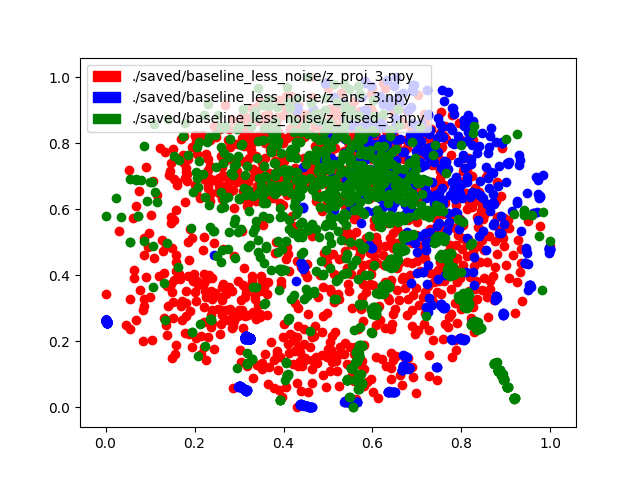 ./saved/baseline_less_noise/z_proj_3.npy
./saved/baseline_less_noise/z_ans_3.npy
./saved/baseline_less_noise/z_fused_3.npy
1.0
0.8
0.6
0.4
0.2
0.0
0.0 0.2 0.4 0.6 0.8 1.0